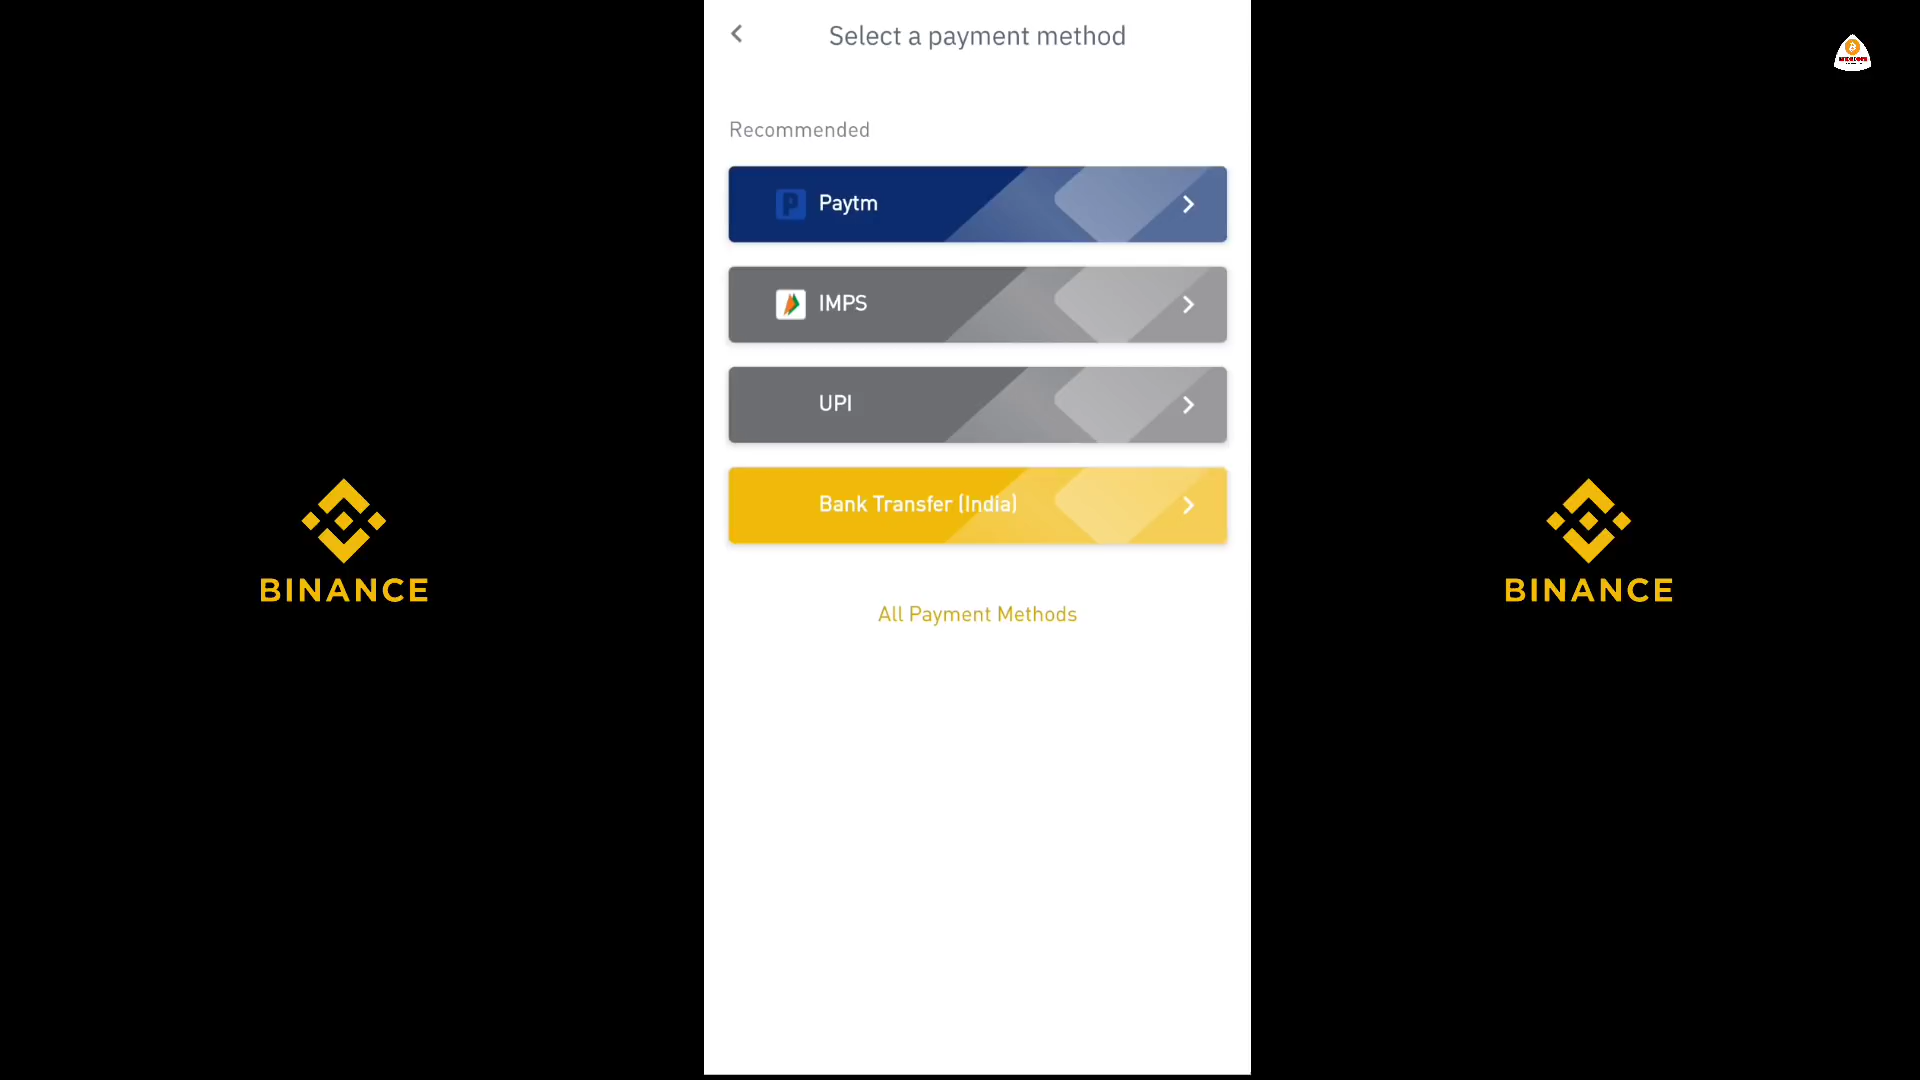 Select a payment method
Recommended
Paytm
IMPS
UPI
Bank Transfer (India)
All Payment Methods
BINANCE
BINANCE